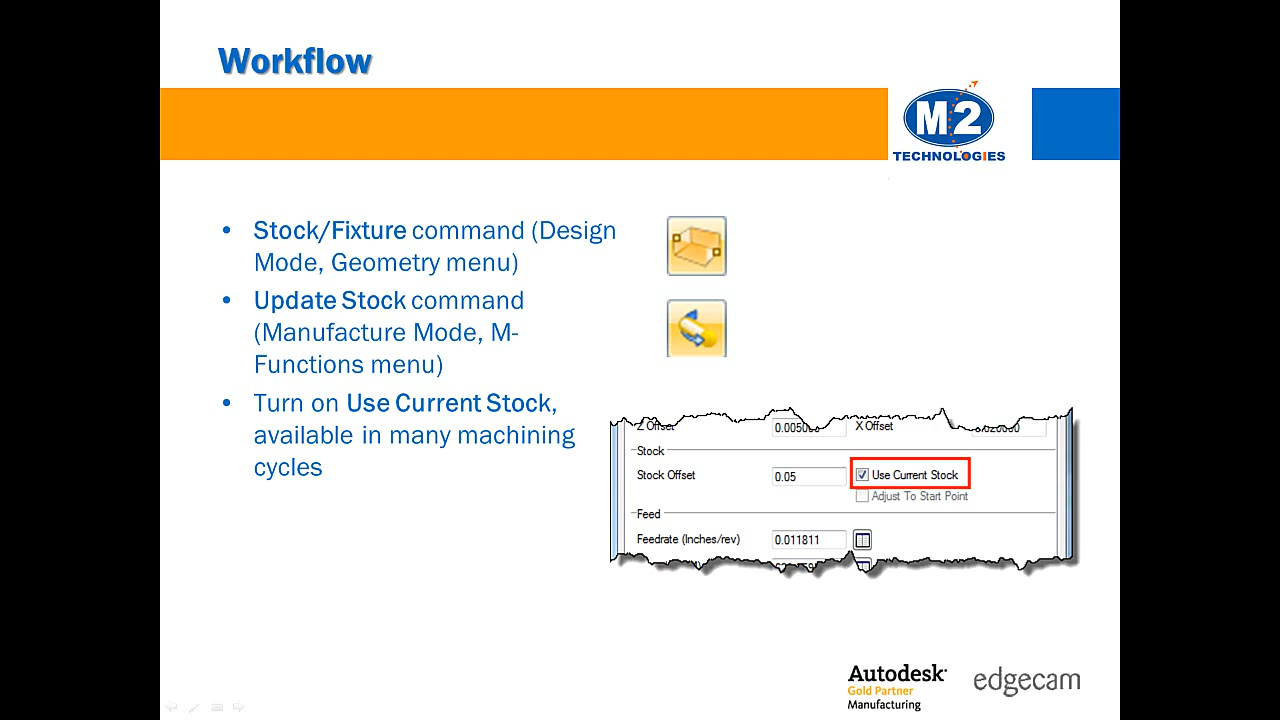 Workflow
M2
TECHNOLOGIES
• Stock/Fixture command (Design
Mode, Geometry menu)
• Update Stock command
(Manufacture Mode, M-
Functions menu)
• Turn on Use Current Stock,
available in many machining
cycles
Z Offset X Offset
Stock
Stock Offset 0.05 Use Current Stock
Adjust To Start Point
Feed
Feedrate (Inches/rev) 0.011811
Autodesk®
Gold Partner
Manufacturing
edgecam